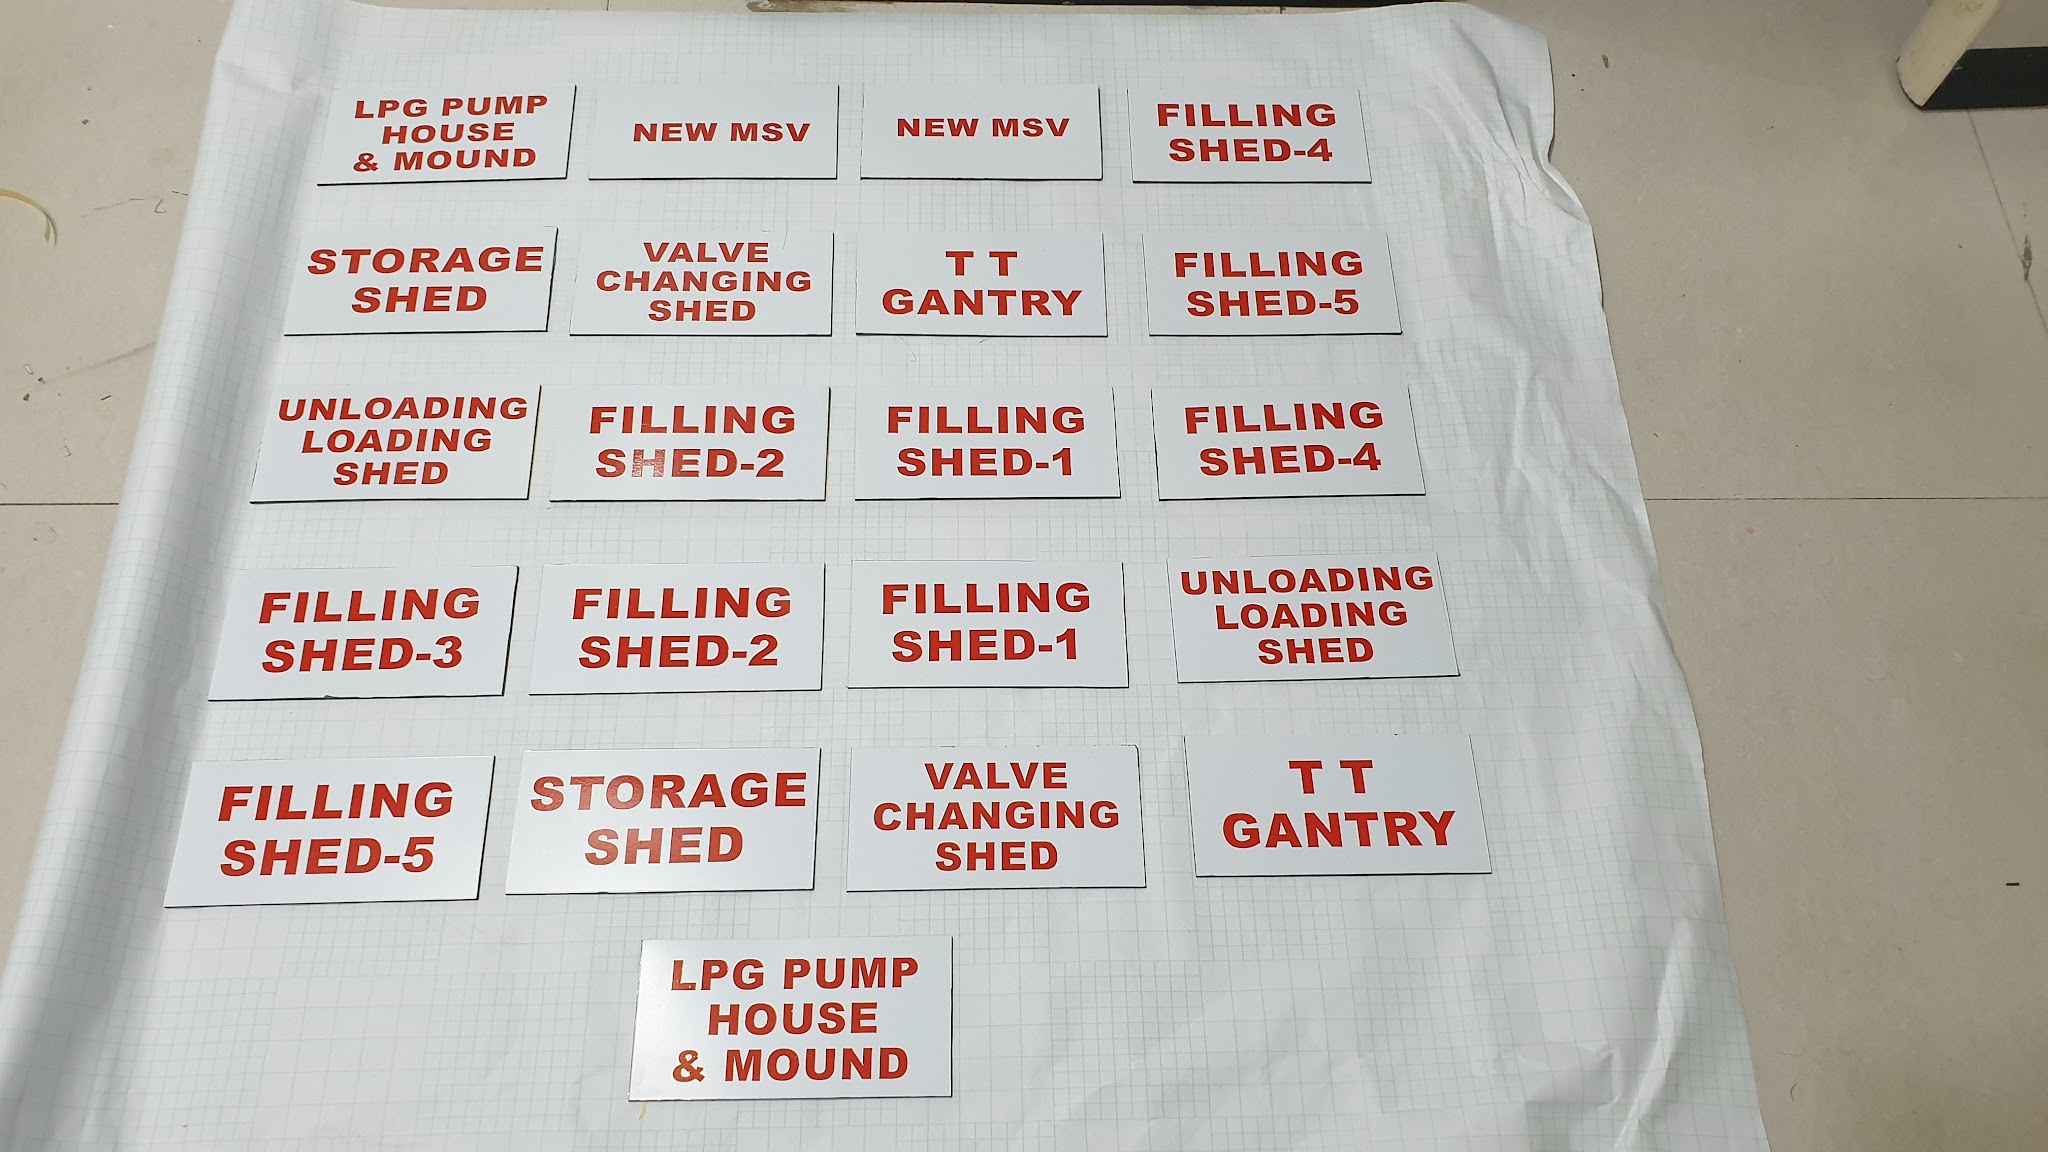 LPG PUMP
HOUSE
& MOUND
NEW MSV
NEW MSV
FILLING
SHED-4
STORAGE
SHED
VALVE
CHANGING
SHED
T T
GANTRY
FILLING
SHED-5
UNLOADING
LOADING
SHED
FILLING
SHED-2
FILLING
SHED-1
FILLING
SHED-4
FILLING
SHED-3
FILLING
SHED-2
FILLING
SHED-1
UNLOADING
LOADING
SHED
FILLING
SHED-5
STORAGE
SHED
VALVE
CHANGING
SHED
T T
GANTRY
LPG PUMP
HOUSE
& MOUND